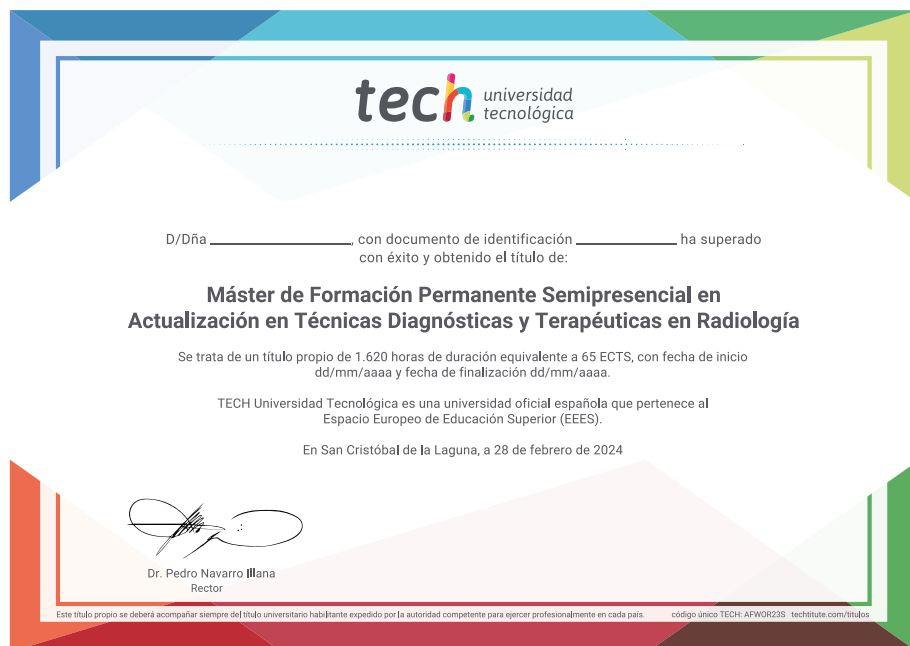 tech universidad
tecnológica
D/Dña ____________, con documento de identificación ____________ ha superado
con éxito y obtenido el título de:
Máster de Formación Permanente Semipresencial en
Actualización en Técnicas Diagnósticas y Terapéuticas en Radiología
Se trata de un título propio de 1.620 horas de duración equivalente a 65 ECTS, con fecha de inicio
dd/mm/aaaa y fecha de finalización dd/mm/aaaa.
TECH Universidad Tecnológica es una universidad oficial española que pertenece al
Espacio Europeo de Educación Superior (EEES).
En San Cristóbal de la Laguna, a 28 de febrero de 2024
Dr. Pedro Navarro Illana
Rector
Este título propio se deberá acompañar siempre del título universitario habilitante expedido por la autoridad competente para ejercer profesionalmente en cada país. código único TECH: AFWOR23S techtitute.com/titulos